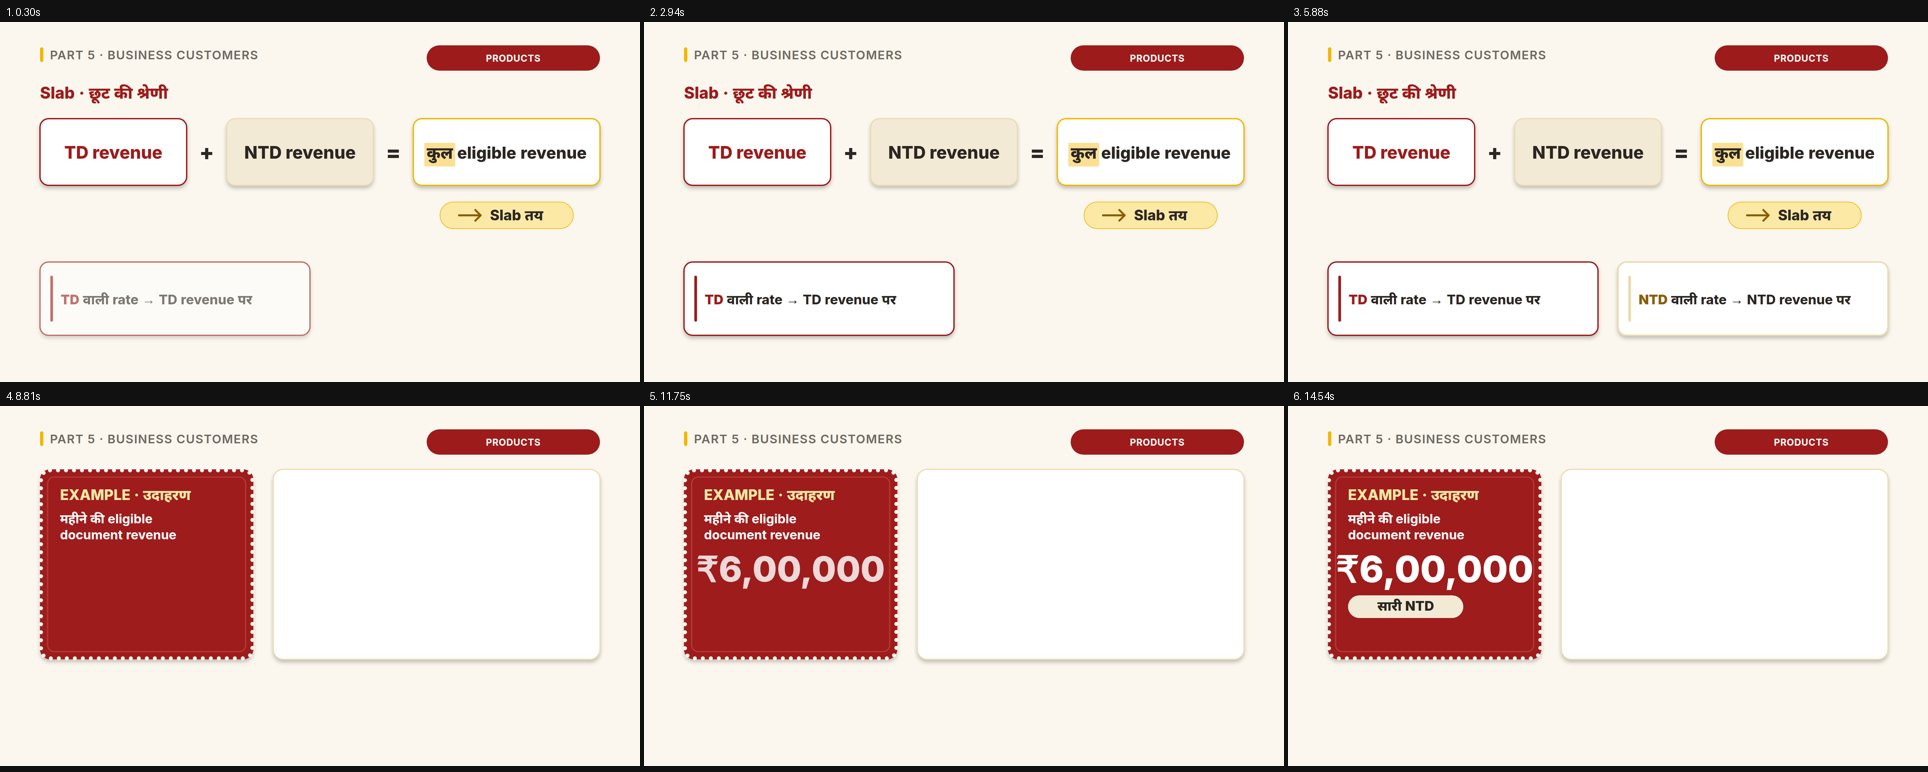 1. 0.30s
PART 5 · BUSINESS CUSTOMERS
PRODUCTS
Slab · छूट की श्रेणी
TD revenue + NTD revenue = कुल eligible revenue
→ Slab तय
TD वाली rate → TD revenue पर
2. 2.94s
PART 5 · BUSINESS CUSTOMERS
PRODUCTS
Slab · छूट की श्रेणी
TD revenue + NTD revenue = कुल eligible revenue
→ Slab तय
TD वाली rate → TD revenue पर
3. 5.88s
PART 5 · BUSINESS CUSTOMERS
PRODUCTS
Slab · छूट की श्रेणी
TD revenue + NTD revenue = कुल eligible revenue
→ Slab तय
TD वाली rate → TD revenue पर
NTD वाली rate → NTD revenue पर
4. 8.81s
PART 5 · BUSINESS CUSTOMERS
PRODUCTS
EXAMPLE · उदाहरण
महीने की eligible
document revenue
5. 11.75s
PART 5 · BUSINESS CUSTOMERS
PRODUCTS
EXAMPLE · उदाहरण
महीने की eligible
document revenue
₹6,00,000
6. 14.54s
PART 5 · BUSINESS CUSTOMERS
PRODUCTS
EXAMPLE · उदाहरण
महीने की eligible
document revenue
₹6,00,000
सारी NTD